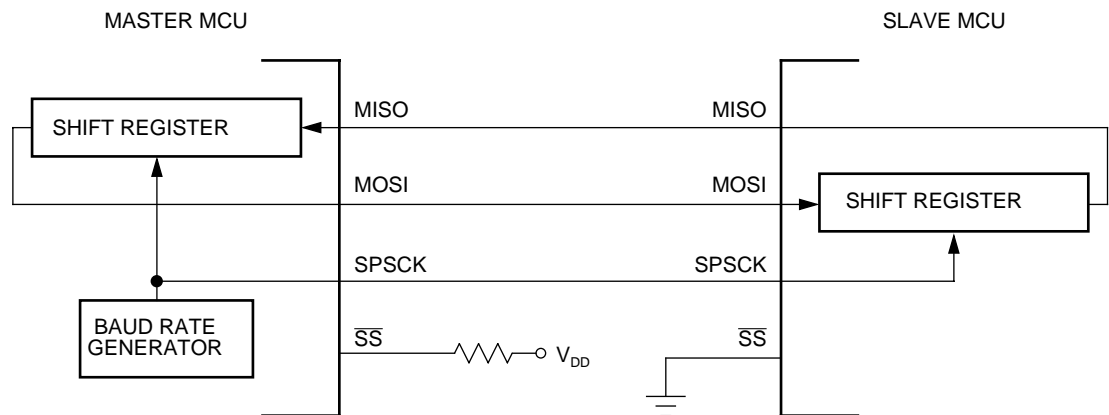 MASTER MCU
SLAVE MCU
SHIFT REGISTER
MISO
MISO
MOSI
MOSI
SHIFT REGISTER
SPSCK
SPSCK
BAUD RATE
GENERATOR
SS
VDD
SS